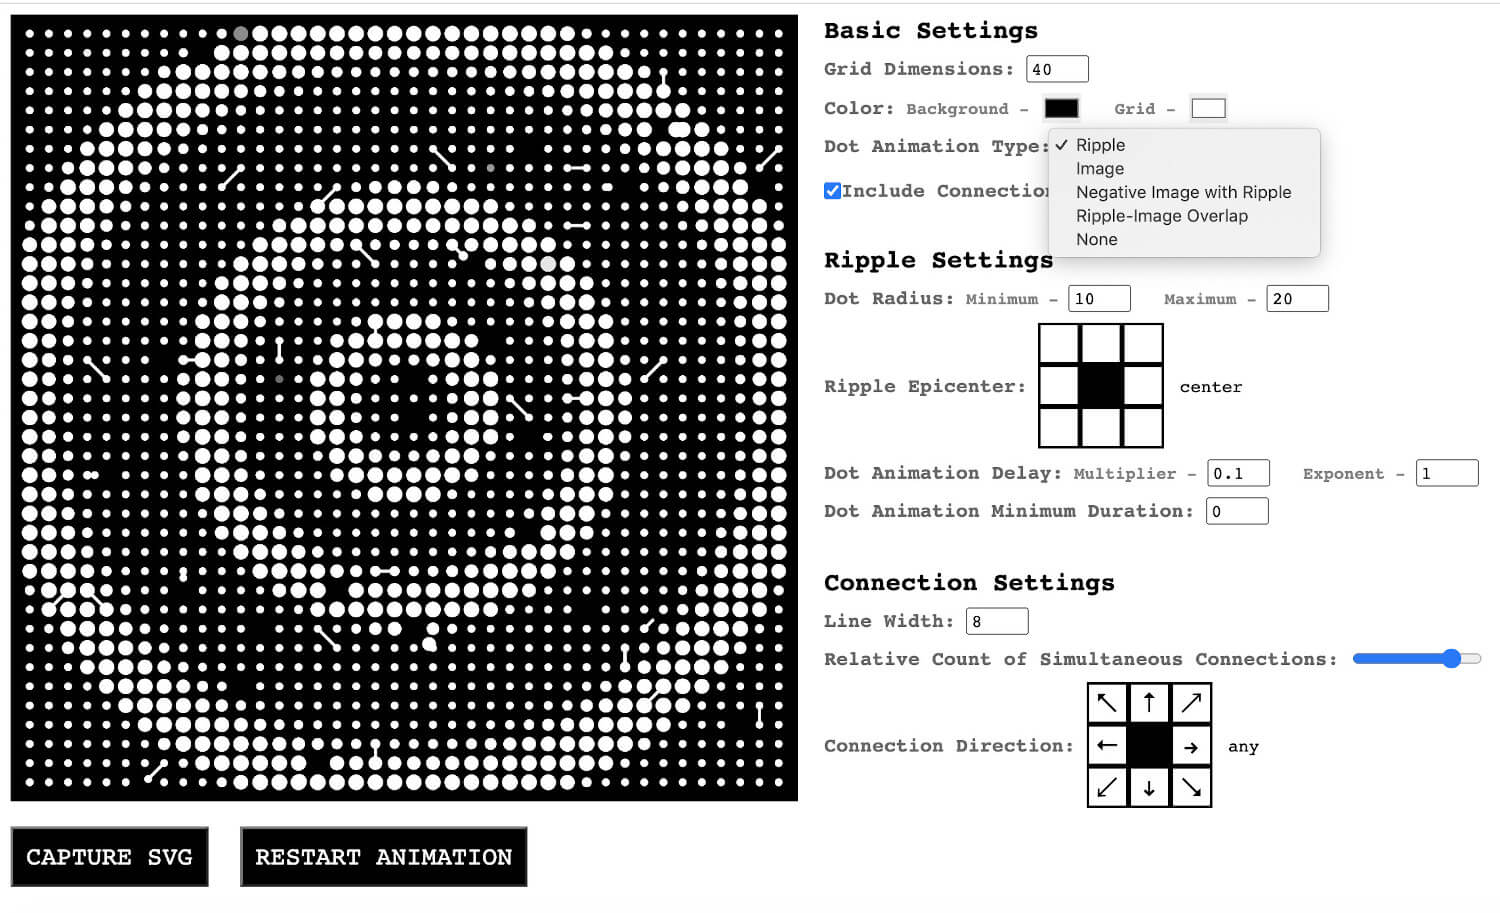 Basic Settings
Grid Dimensions: 40
Color: Background - Grid -
Dot Animation Type:
✓ Ripple
Image
Negative Image with Ripple
Ripple-Image Overlap
None
Include Connection
Ripple Settings
Dot Radius: Minimum - 10 Maximum - 20
Ripple Epicenter: center
Dot Animation Delay: Multiplier - 0.1 Exponent - 1
Dot Animation Minimum Duration: 0
Connection Settings
Line Width: 8
Relative Count of Simultaneous Connections:
↖ ↑ ↗
Connection Direction: ← → any
↙ ↓ ↘
CAPTURE SVG RESTART ANIMATION